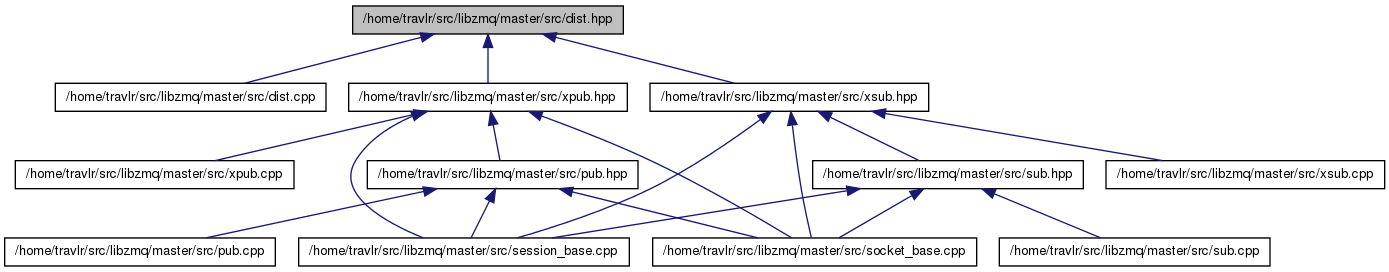 /home/travlr/src/libzmq/master/src/dist.hpp
/home/travlr/src/libzmq/master/src/dist.cpp
/home/travlr/src/libzmq/master/src/xpub.hpp
/home/travlr/src/libzmq/master/src/xsub.hpp
/home/travlr/src/libzmq/master/src/xpub.cpp
/home/travlr/src/libzmq/master/src/pub.hpp
/home/travlr/src/libzmq/master/src/sub.hpp
/home/travlr/src/libzmq/master/src/xsub.cpp
/home/travlr/src/libzmq/master/src/pub.cpp
/home/travlr/src/libzmq/master/src/session_base.cpp
/home/travlr/src/libzmq/master/src/socket_base.cpp
/home/travlr/src/libzmq/master/src/sub.cpp